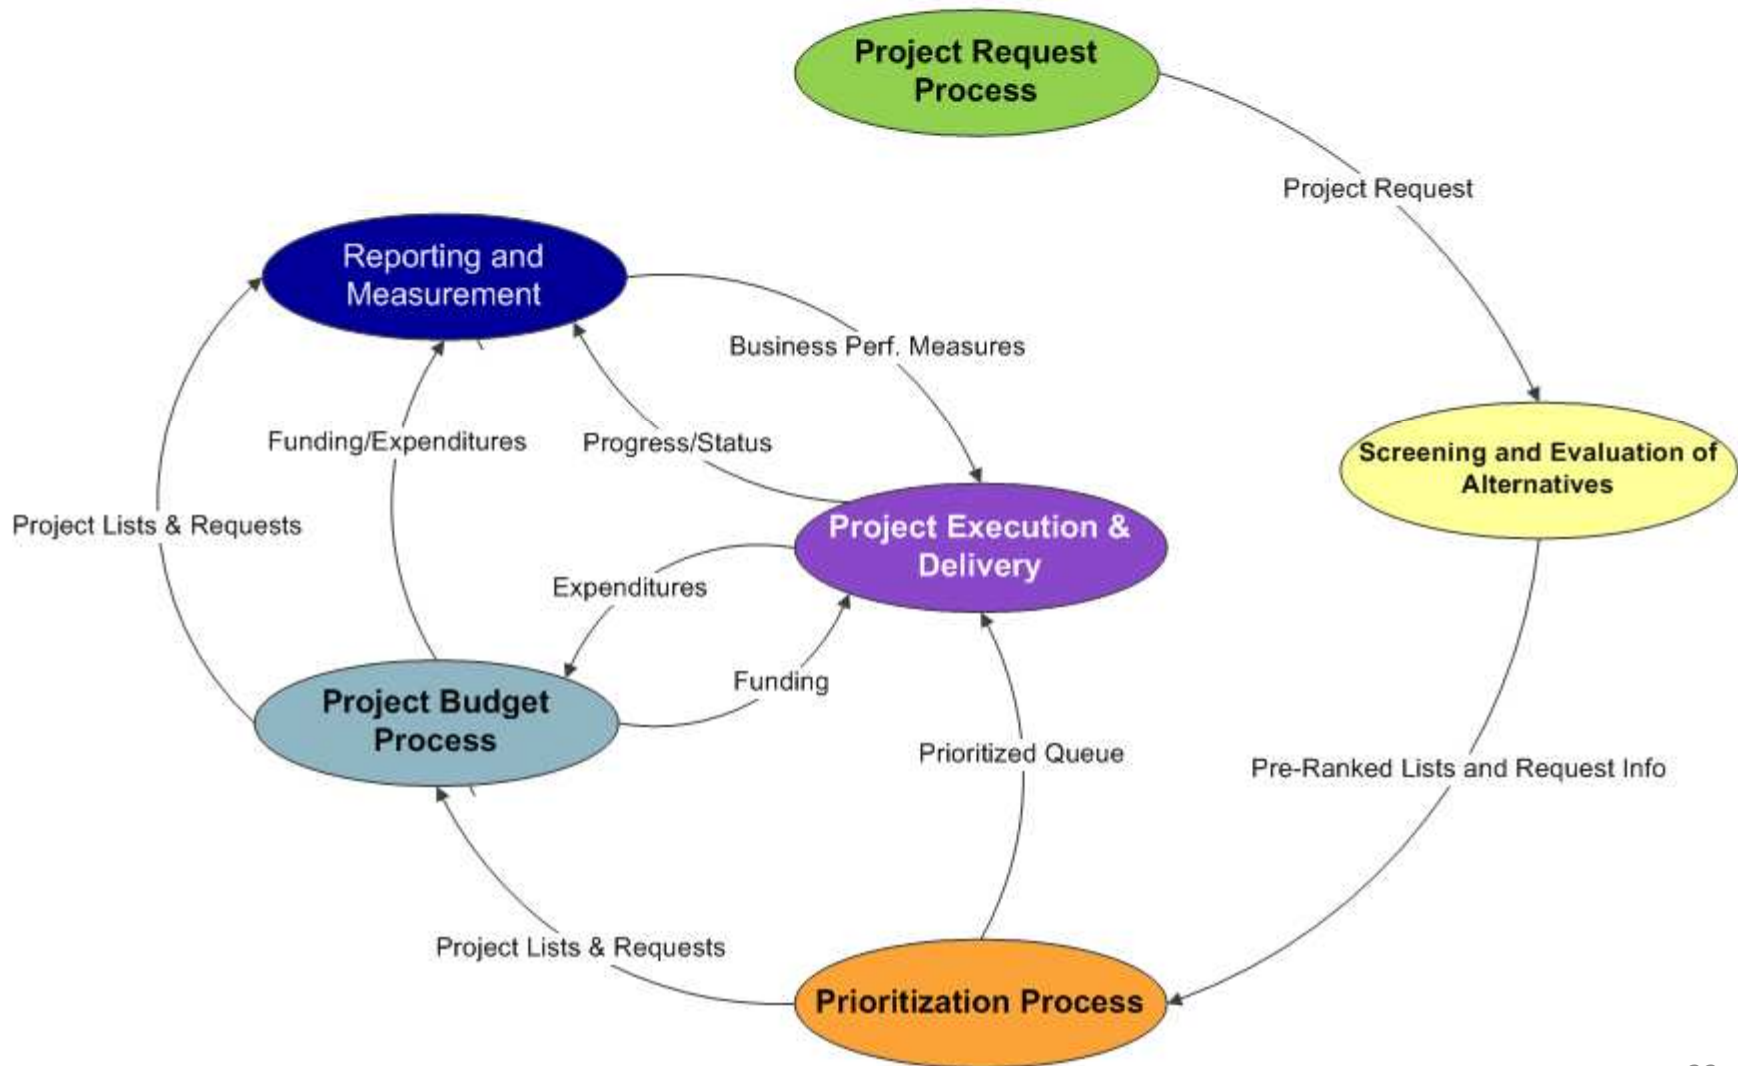 Project Request
Process
Project Request
Reporting and
Measurement
Business Perf. Measures
Funding/Expenditures
Progress/Status
Screening and Evaluation of
Alternatives
Project Lists & Requests
Project Execution &
Delivery
Expenditures
Funding
Project Budget
Process
Prioritized Queue
Pre-Ranked Lists and Request Info
Project Lists & Requests
Prioritization Process